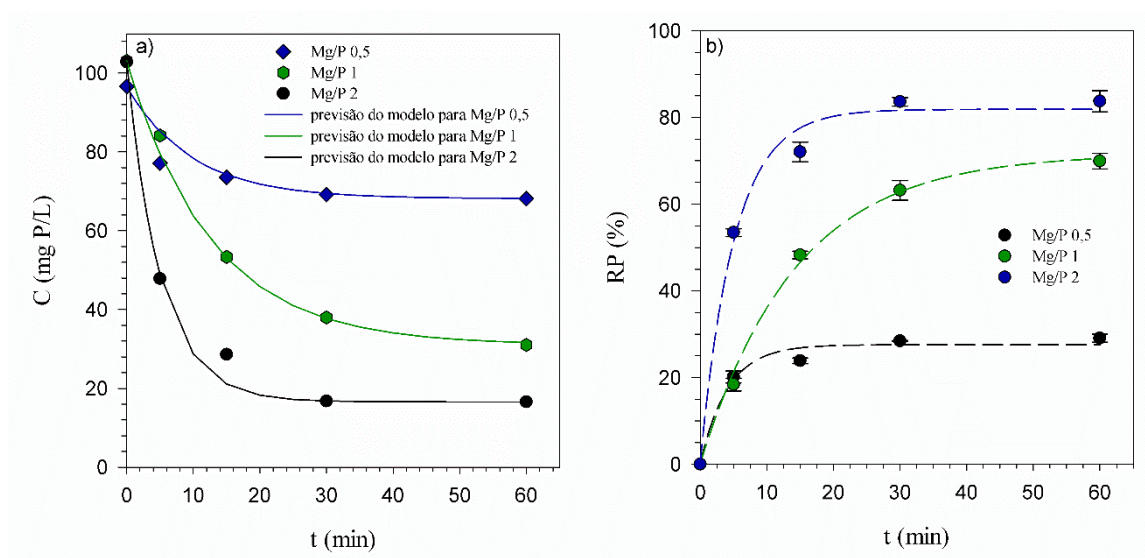 a)
Mg/P 0,5
Mg/P 1
Mg/P 2
previsão do modelo para Mg/P 0,5
previsão do modelo para Mg/P 1
previsão do modelo para Mg/P 2
C (mg P/L)
100
80
60
40
20
0
0 10 20 30 40 50 60
t (min)
b)
RP (%)
100
80
60
40
20
0
Mg/P 0,5
Mg/P 1
Mg/P 2
0 10 20 30 40 50 60
t (min)